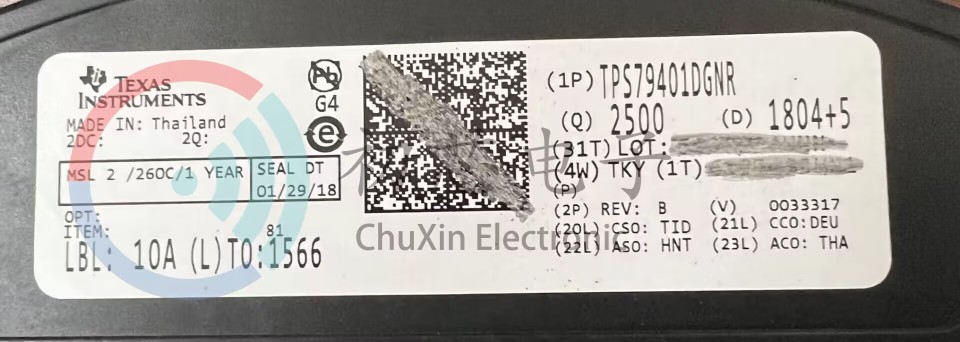 TEXAS
INSTRUMENTS
MADE IN: Thailand
2DC: 2Q:
MSL 2 /260C/1 YEAR
SEAL DT
01/29/18
OPT:
ITEM: 81
LBL: 10A (L)TO:1566
Pb
G4
e
(1P) TPS79401DGNR
(Q) 2500 (D) 1804+5
(31T) LOT:
(4W) TKY (1T)
(P)
(2P) REV: B (V) 0033317
(20L) CSO: TID (21L) CCO:DEU
(22L) ASO: HNT (23L) ACO: THA
ChuXin Electronic